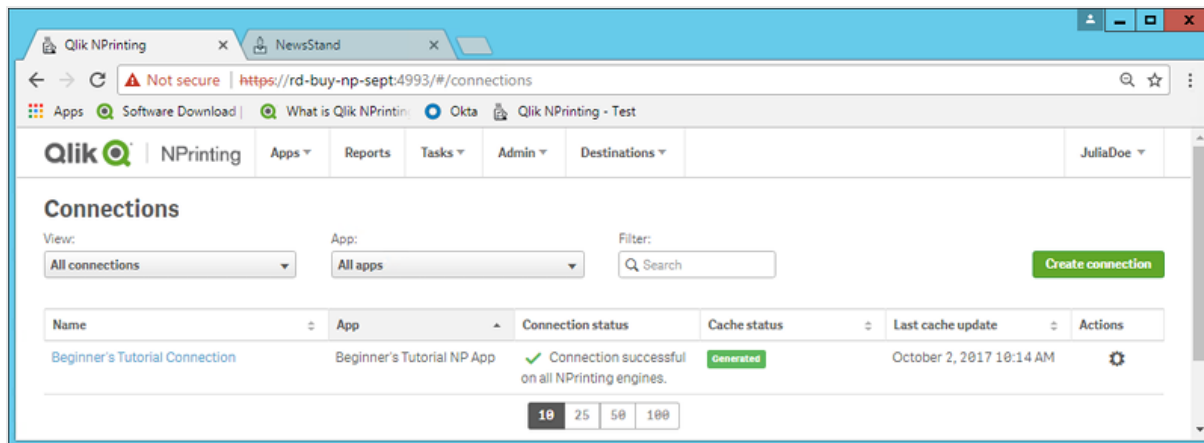 Qlik NPrinting NewsStand
Not secure | https://rd-buy-np-sept:4993/#/connections
Apps Software Download | What is Qlik NPrintin Okta Qlik NPrinting - Test
Qlik NPrinting Apps Reports Tasks Admin Destinations JuliaDoe
Connections
View: App: Filter:
All connections All apps Search Create connection
Name App Connection status Cache status Last cache update Actions
Beginner's Tutorial Connection Beginner's Tutorial NP App Connection successful Generated October 2, 2017 10:14 AM
on all NPrinting engines.
10 25 50 100